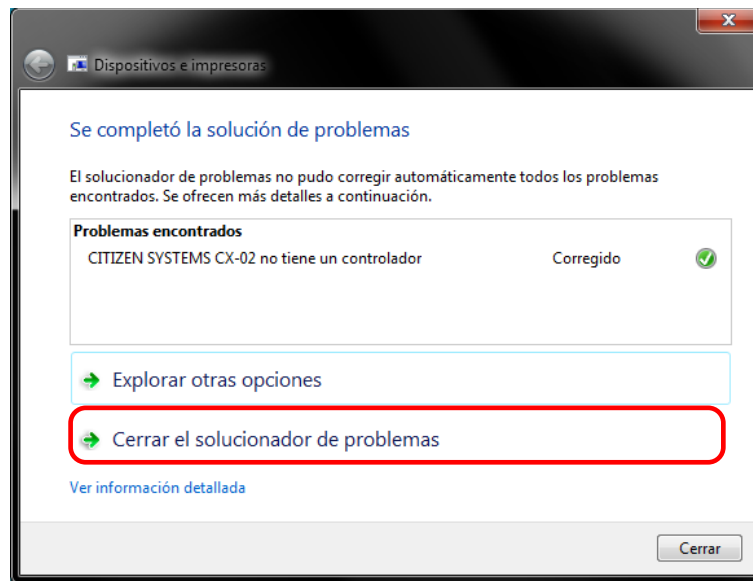 Dispositivos e impresoras
Se completó la solución de problemas
El solucionador de problemas no pudo corregir automáticamente todos los problemas
encontrados. Se ofrecen más detalles a continuación.
Problemas encontrados
CITIZEN SYSTEMS CX-02 no tiene un controlador Corregido
Explorar otras opciones
Cerrar el solucionador de problemas
Ver información detallada
Cerrar